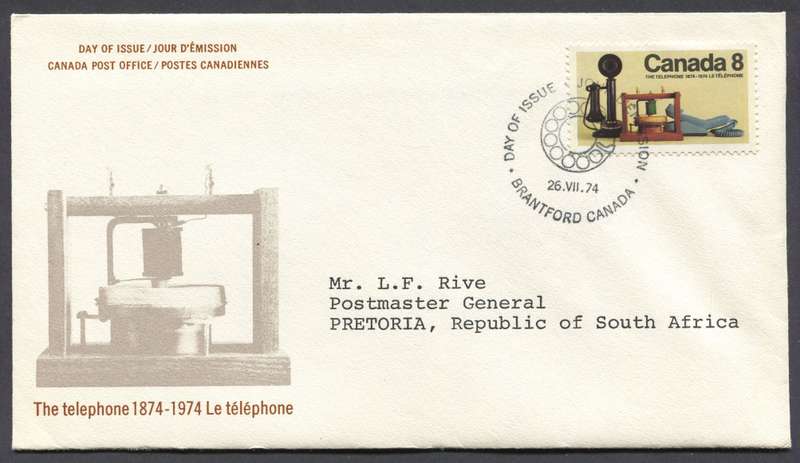 DAY OF ISSUE/JOUR D'ÉMISSION
CANADA POST OFFICE/POSTES CANADIENNES
Canada 8
THE TELEPHONE 1874-1974 LE TÉLÉPHONE
DAY OF ISSUE
26.VII.74
BRANTFORD CANADA
Mr. L.F. Rive
Postmaster General
PRETORIA, Republic of South Africa
The telephone 1874-1974 Le téléphone